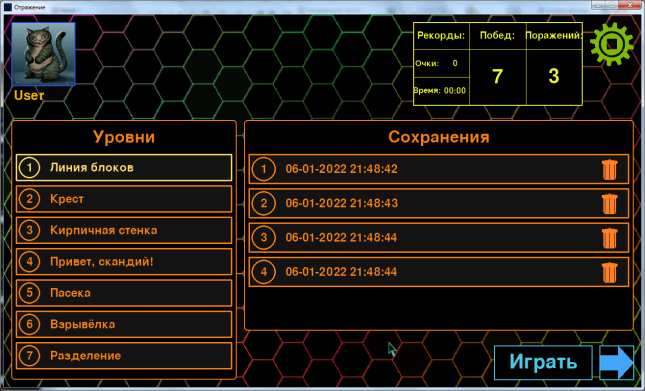 Отражение
User
Рекорды: Побед: Поражений:
Очки: 0
7 3
Время: 00:00
Уровни
1 Линия блоков
2 Крест
3 Кирпичная стенка
4 Привет, скандий!
5 Пасека
6 Взрывёлка
7 Разделение
Сохранения
1 06-01-2022 21:48:42
2 06-01-2022 21:48:43
3 06-01-2022 21:48:44
4 06-01-2022 21:48:44
Играть